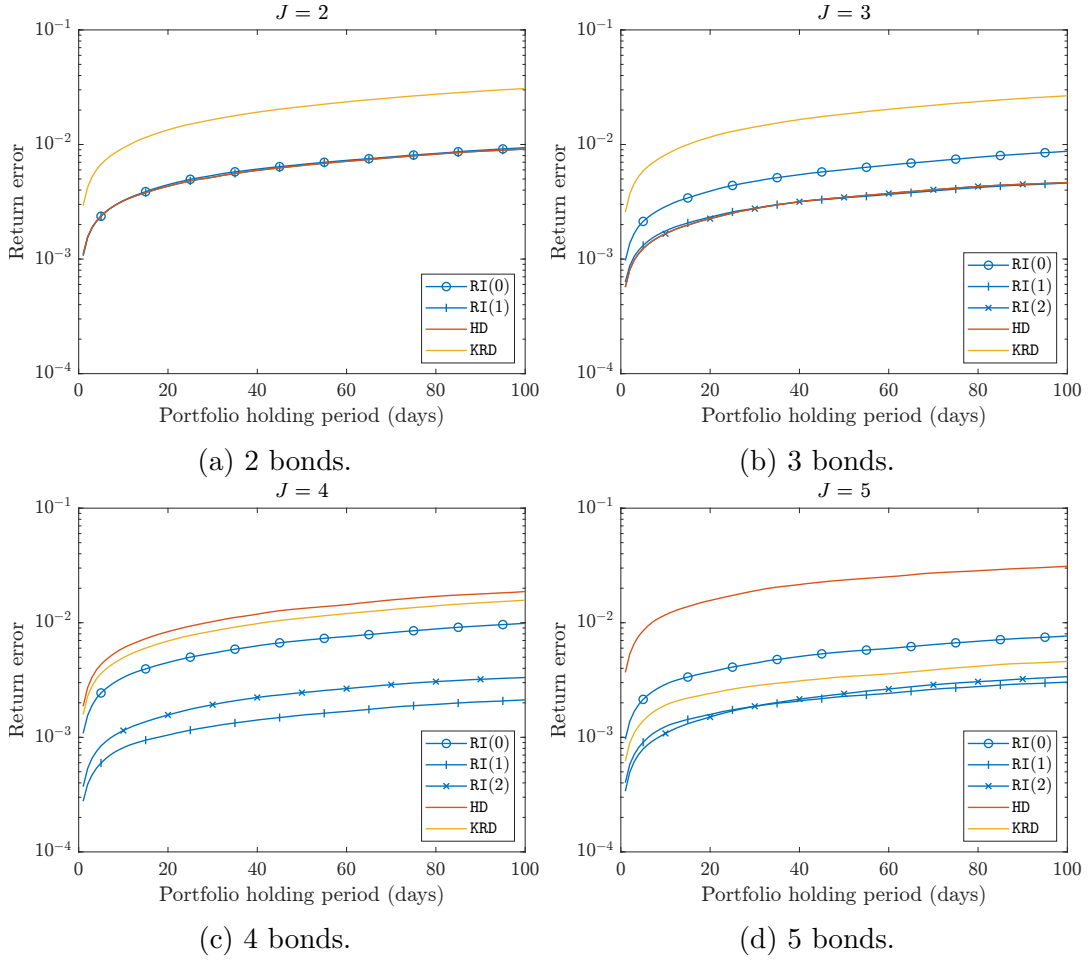 J = 2
10⁻¹
10⁻²
10⁻³
10⁻⁴
Return error
RI(0)
RI(1)
HD
KRD
0 20 40 60 80 100
Portfolio holding period (days)
(a) 2 bonds.
J = 3
10⁻¹
10⁻²
10⁻³
10⁻⁴
Return error
RI(0)
RI(1)
RI(2)
HD
KRD
0 20 40 60 80 100
Portfolio holding period (days)
(b) 3 bonds.
J = 4
10⁻¹
10⁻²
10⁻³
10⁻⁴
Return error
RI(0)
RI(1)
RI(2)
HD
KRD
0 20 40 60 80 100
Portfolio holding period (days)
(c) 4 bonds.
J = 5
10⁻¹
10⁻²
10⁻³
10⁻⁴
Return error
RI(0)
RI(1)
RI(2)
HD
KRD
0 20 40 60 80 100
Portfolio holding period (days)
(d) 5 bonds.